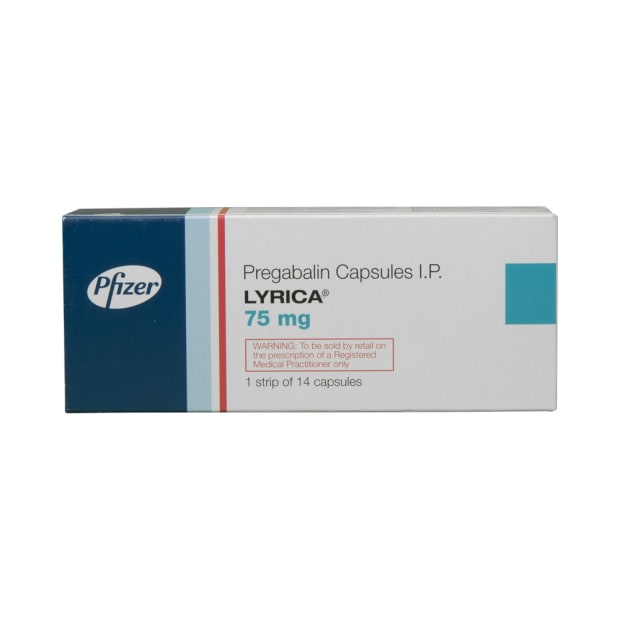 Pfizer
Pregabalin Capsules I.P.
LYRICA®
75 mg
WARNING: To be sold by retail on
the prescription of a Registered
Medical Practitioner only
1 strip of 14 capsules